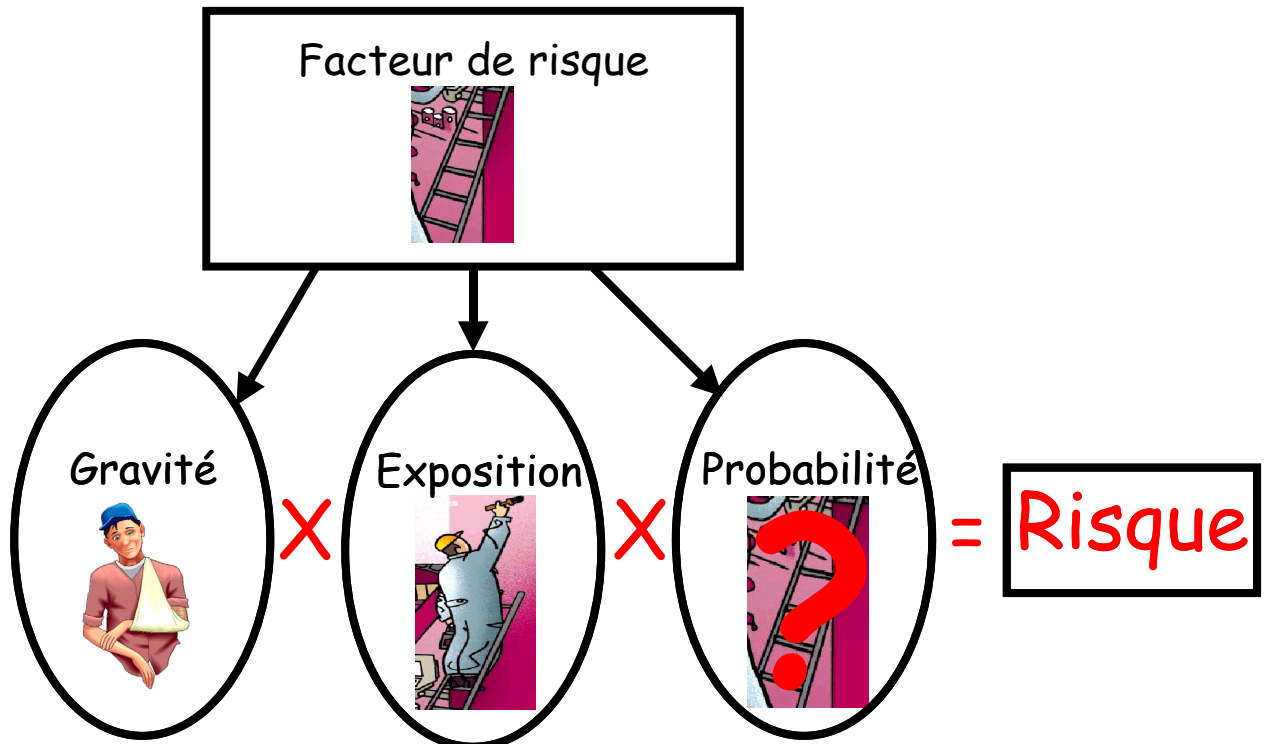 Facteur de risque
Gravité
X
Exposition
X
Probabilité
?
=
Risque